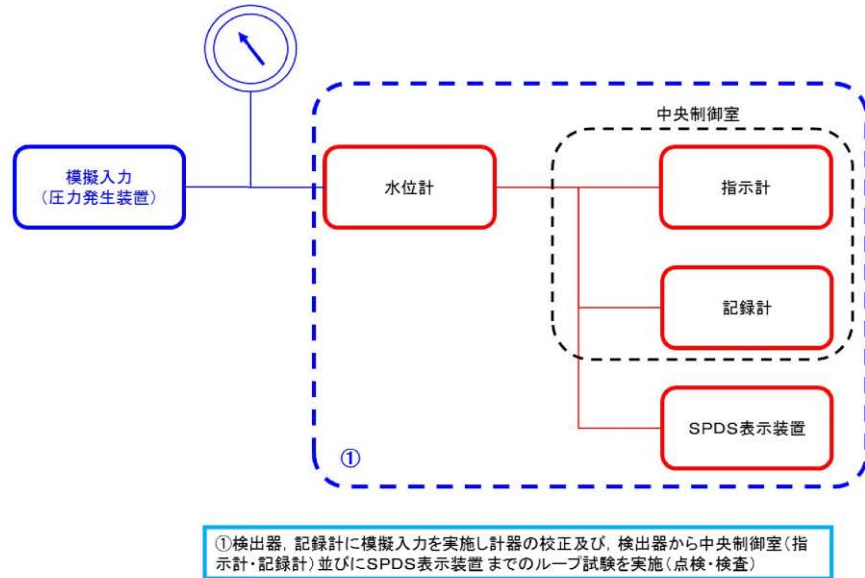 中央制御室
模擬入力
（圧力発生装置）
水位計
指示計
記録計
SPDS表示装置
①
①検出器，記録計に模擬入力を実施し計器の校正及び，検出器から中央制御室（指
示計・記録計）並びにSPDS表示装置までのループ試験を実施（点検・検査）